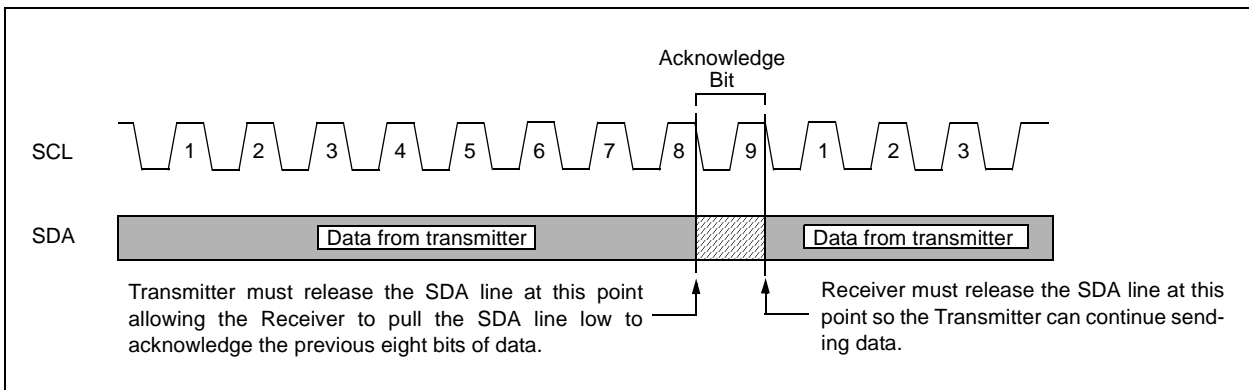 Acknowledge
Bit
SCL
1 2 3 4 5 6 7 8 9 1 2 3
SDA
Data from transmitter Data from transmitter
Transmitter must release the SDA line at this point
allowing the Receiver to pull the SDA line low to
acknowledge the previous eight bits of data.
Receiver must release the SDA line at this
point so the Transmitter can continue send-
ing data.